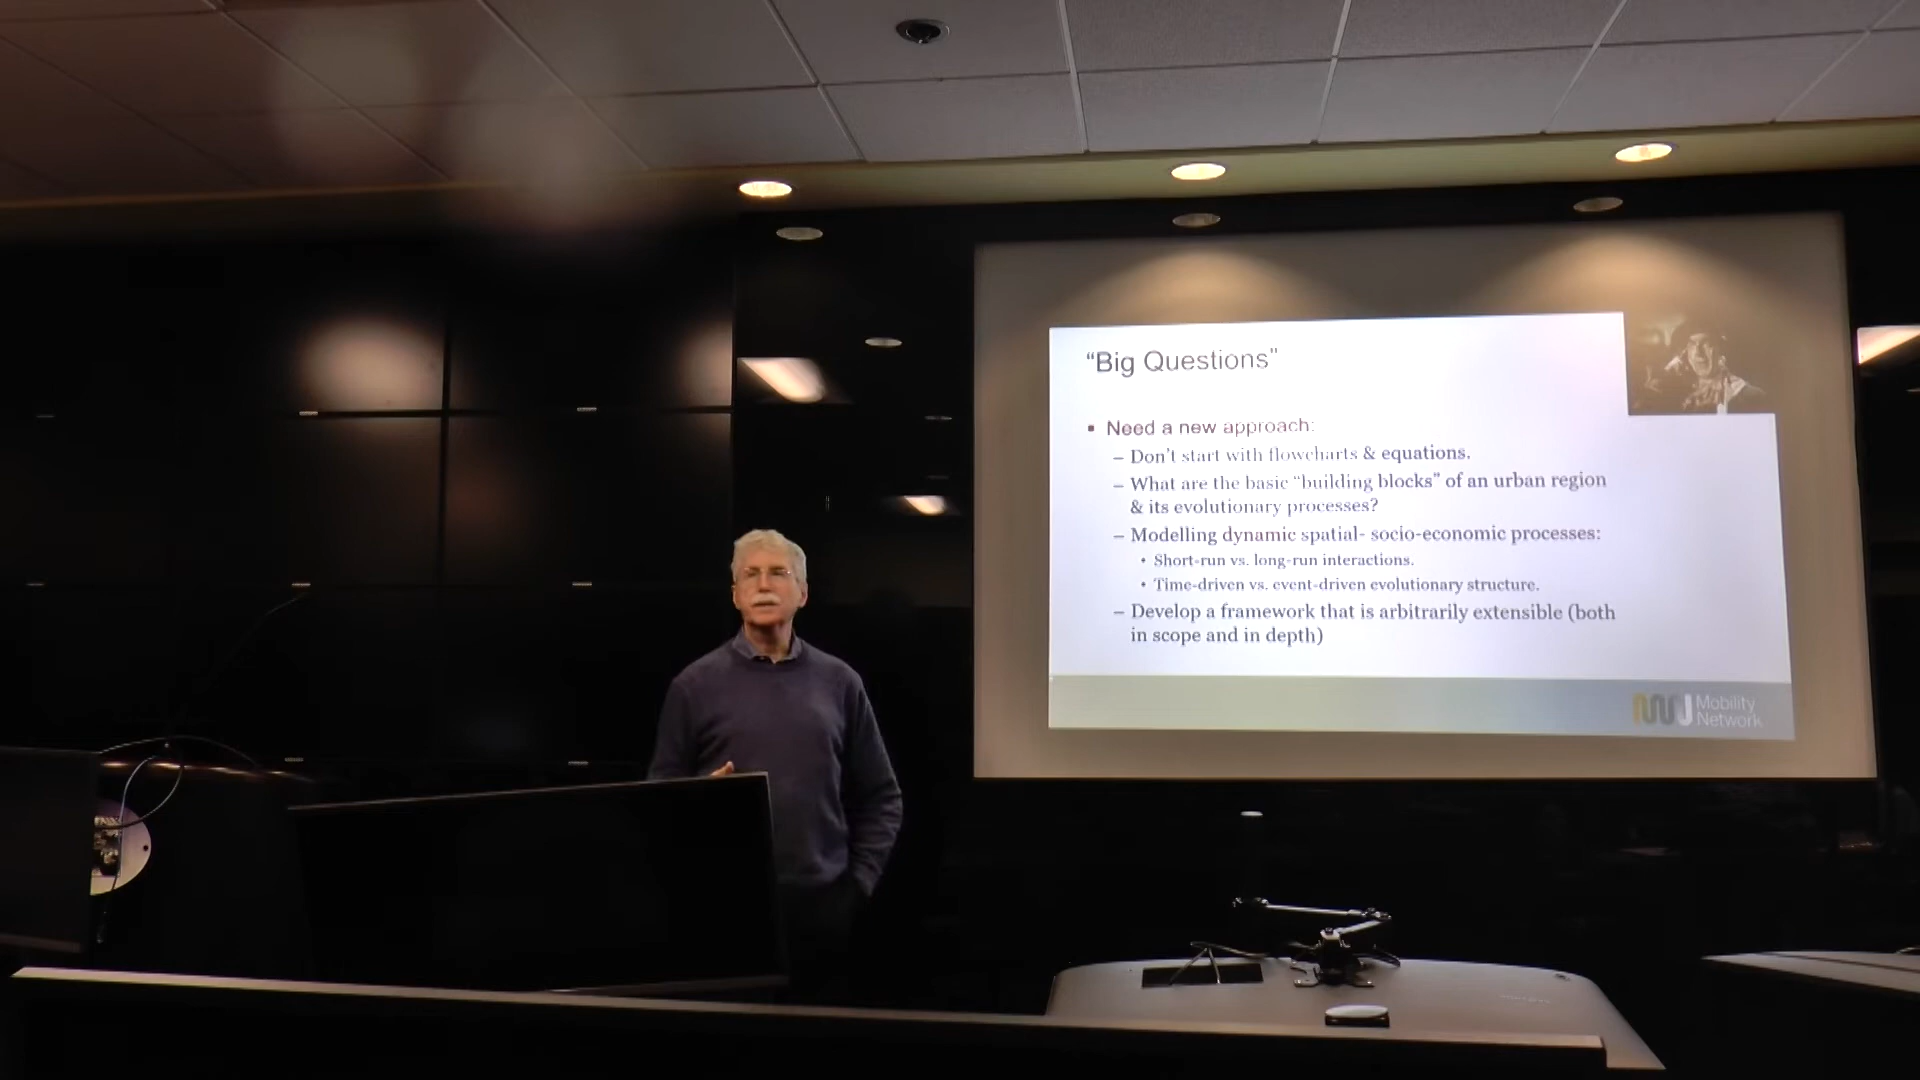 “Big Questions”
▪ Need a new approach:
– Don’t start with flowcharts & equations.
– What are the basic “building blocks” of an urban region
& its evolutionary processes?
– Modelling dynamic spatial- socio-economic processes:
• Short-run vs. long-run interactions.
• Time-driven vs. event-driven evolutionary structure.
– Develop a framework that is arbitrarily extensible (both
in scope and in depth)
Mobility
Network